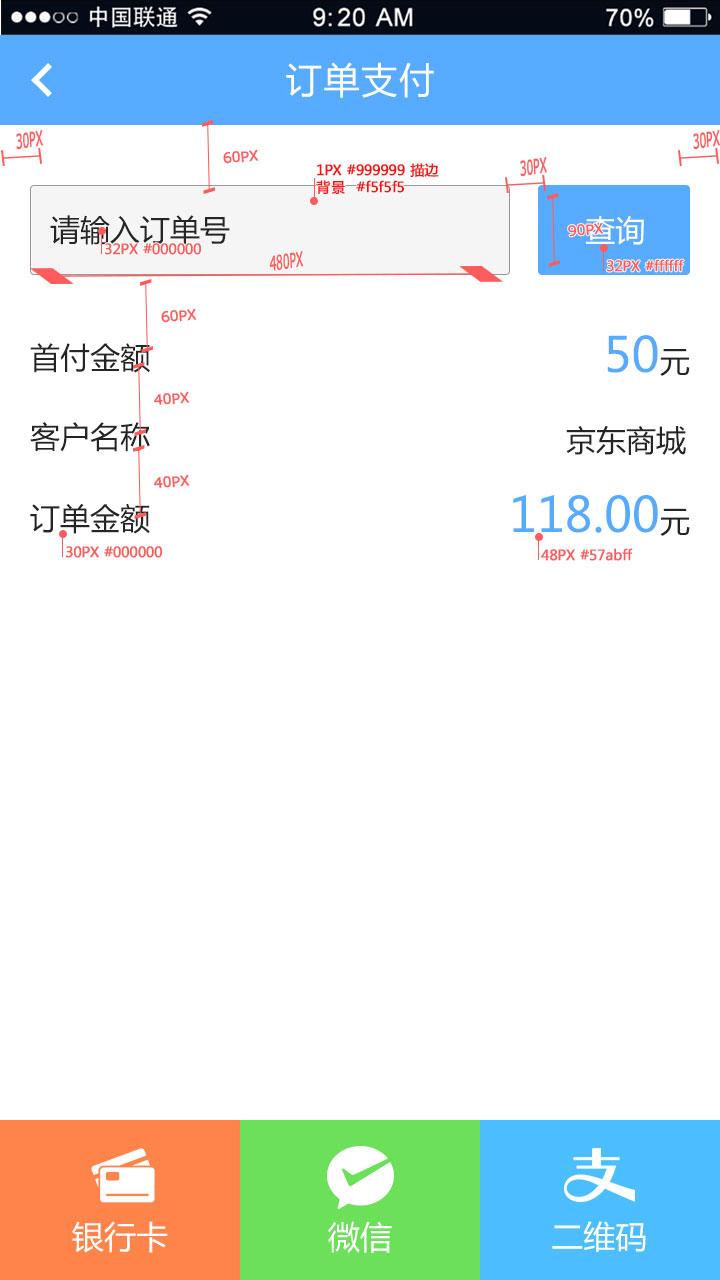 中国联通 9:20 AM 70%
订单支付
30PX
60PX
1PX #999999 描边
背景 #f5f5f5
30PX
30PX
请输入订单号
32PX #000000
480PX
90PX
查询
32PX #ffffff
60PX
首付金额 50元
40PX
客户名称 京东商城
40PX
订单金额 118.00元
30PX #000000
48PX #57abff
银行卡 微信 二维码
支